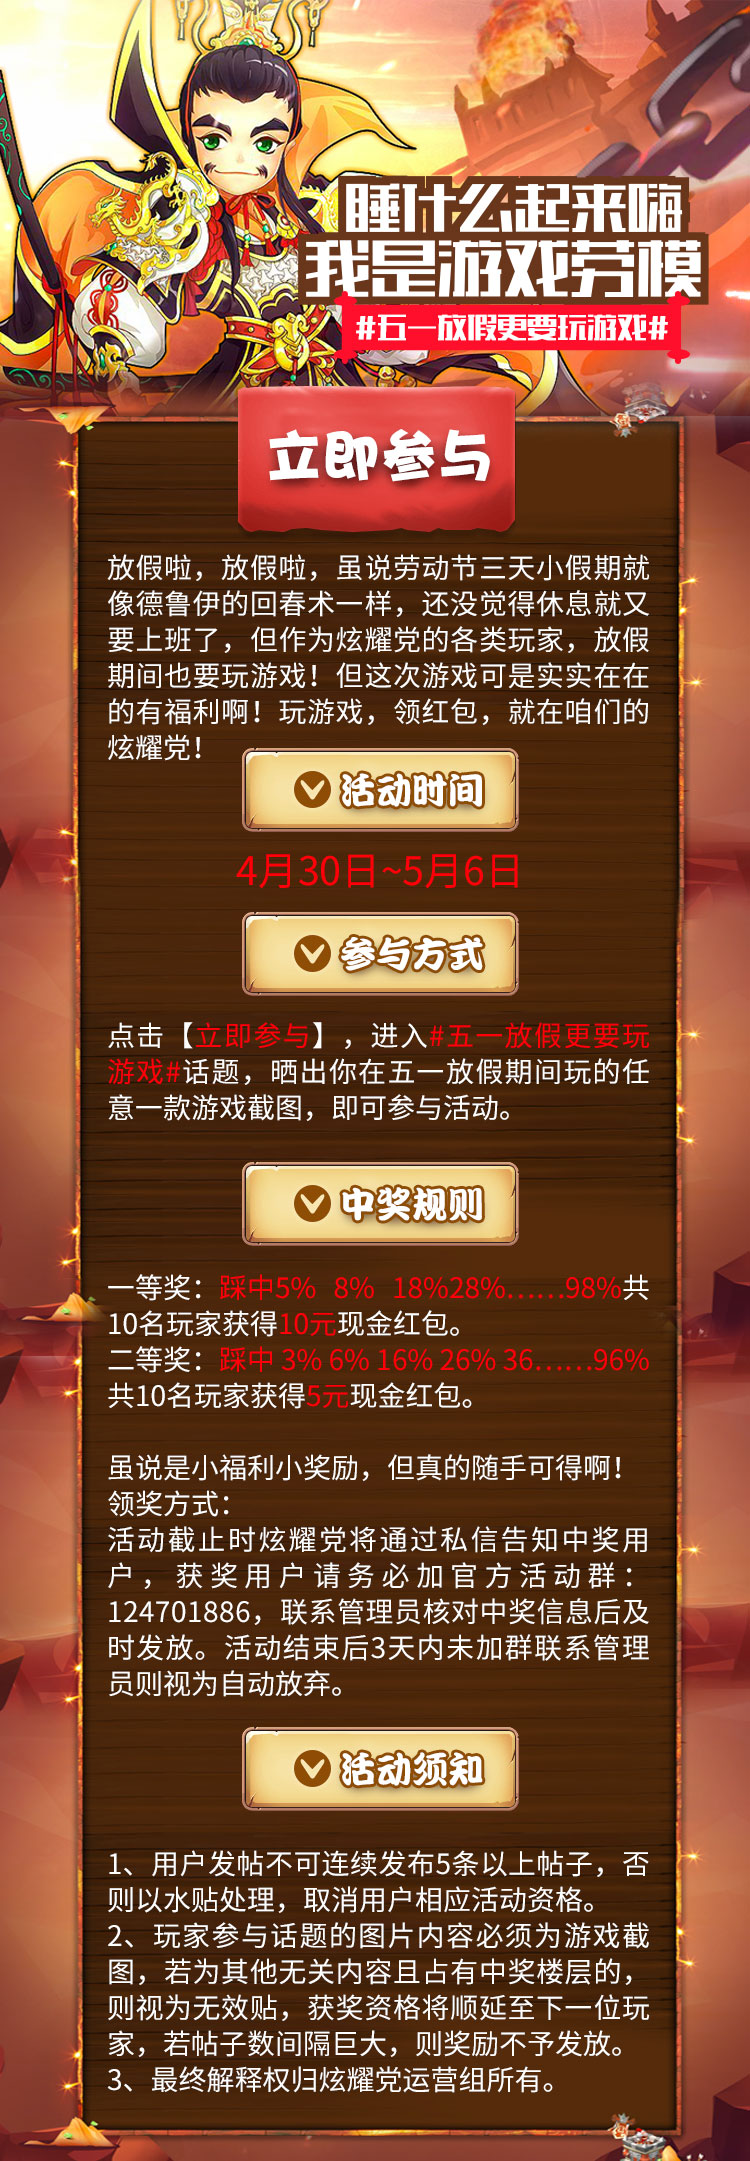 睡什么起来嗨
我是游戏劳模
#五一放假更要玩游戏#
立即参与
放假啦，放假啦，虽说劳动节三天小假期就
像德鲁伊的回春术一样，还没觉得休息就又
要上班了，但作为炫耀党的各类玩家，放假
期间也要玩游戏！但这次游戏可是实实在在
的有福利啊！玩游戏，领红包，就在咱们的
炫耀党！
活动时间
4月30日~5月6日
参与方式
点击【立即参与】，进入#五一放假更要玩
游戏#话题，晒出你在五一放假期间玩的任
意一款游戏截图，即可参与活动。
中奖规则
一等奖：踩中5% 8% 18%28%……98%共
10名玩家获得10元现金红包。
二等奖：踩中 3% 6% 16% 26% 36……96%
共10名玩家获得5元现金红包。
虽说是小福利小奖励，但真的随手可得啊！
领奖方式：
活动截止时炫耀党将通过私信告知中奖用
户，获奖用户请务必加官方活动群：
124701886，联系管理员核对中奖信息后及
时发放。活动结束后3天内未加群联系管理
员则视为自动放弃。
活动须知
1、用户发帖不可连续发布5条以上帖子，否
则以水贴处理，取消用户相应活动资格。
2、玩家参与话题的图片内容必须为游戏截
图，若为其他无关内容且占有中奖楼层的，
则视为无效贴，获奖资格将顺延至下一位玩
家，若帖子数间隔巨大，则奖励不予发放。
3、最终解释权归炫耀党运营组所有。